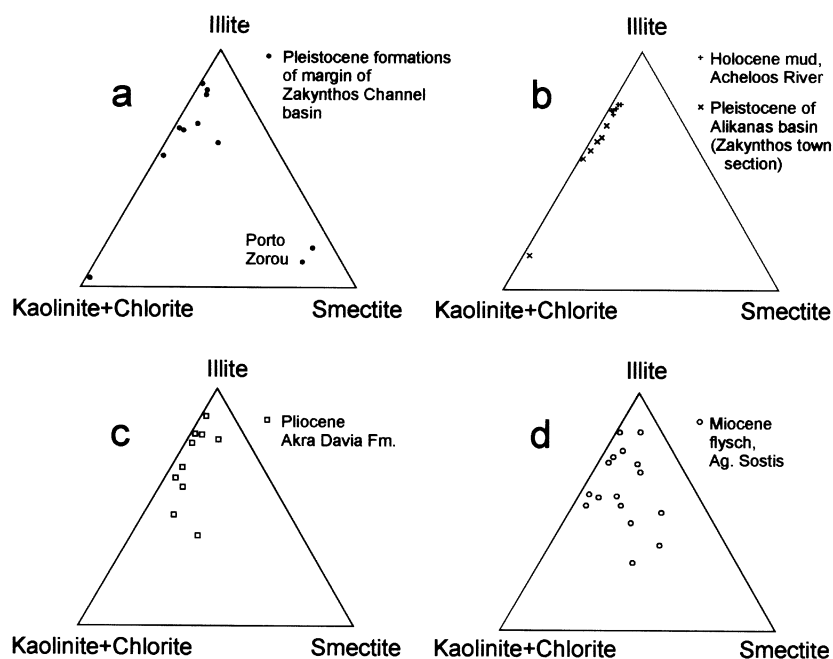 Illite
a
Pleistocene formations
of margin of
Zakynthos Channel
basin
Porto
Zorou
Kaolinite+Chlorite
Smectite
Illite
b
Holocene mud,
Acheloos River
Pleistocene of
Alikanas basin
(Zakynthos town
section)
Kaolinite+Chlorite
Smectite
Illite
c
Pliocene
Akra Davia Fm.
Kaolinite+Chlorite
Smectite
Illite
d
Miocene
flysch,
Ag. Sostis
Kaolinite+Chlorite
Smectite